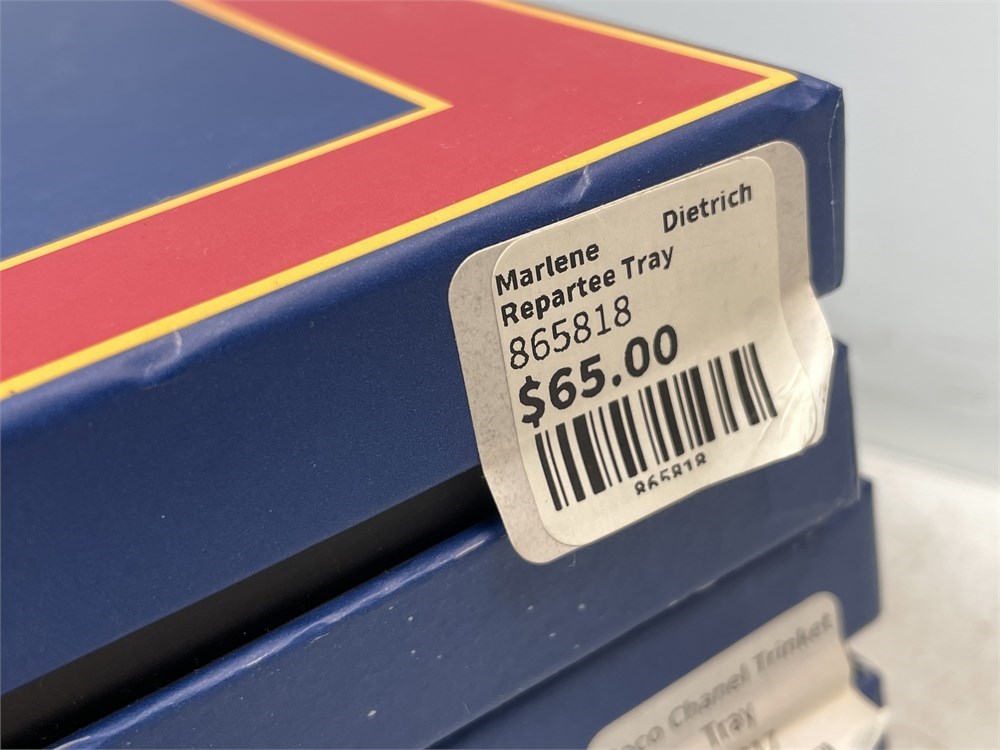 Marlene Dietrich
Repartee Tray
865818
$65.00
865818
Chanel Trinket
Tray